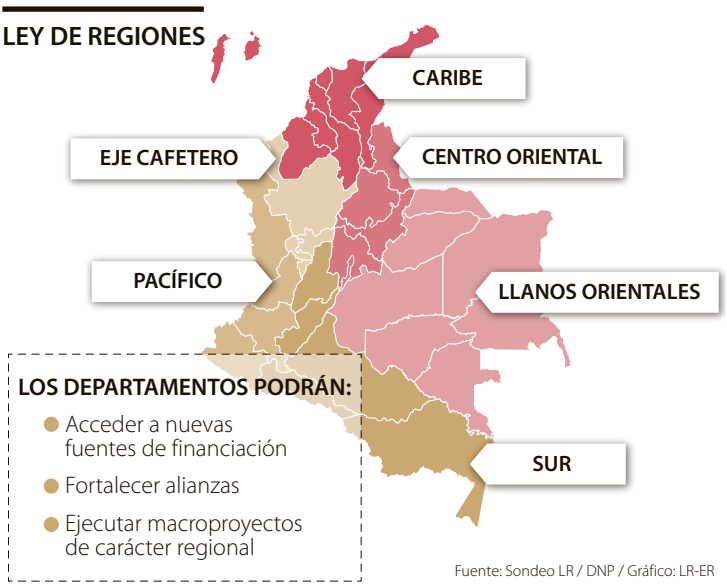 LEY DE REGIONES
CARIBE
EJE CAFETERO
CENTRO ORIENTAL
PACÍFICO
LLANOS ORIENTALES
LOS DEPARTAMENTOS PODRÁN:
Acceder a nuevas
fuentes de financiación
Fortalecer alianzas
Ejecutar macroproyectos
de carácter regional
SUR
Fuente: Sondeo LR / DNP / Gráfico: LR-ER